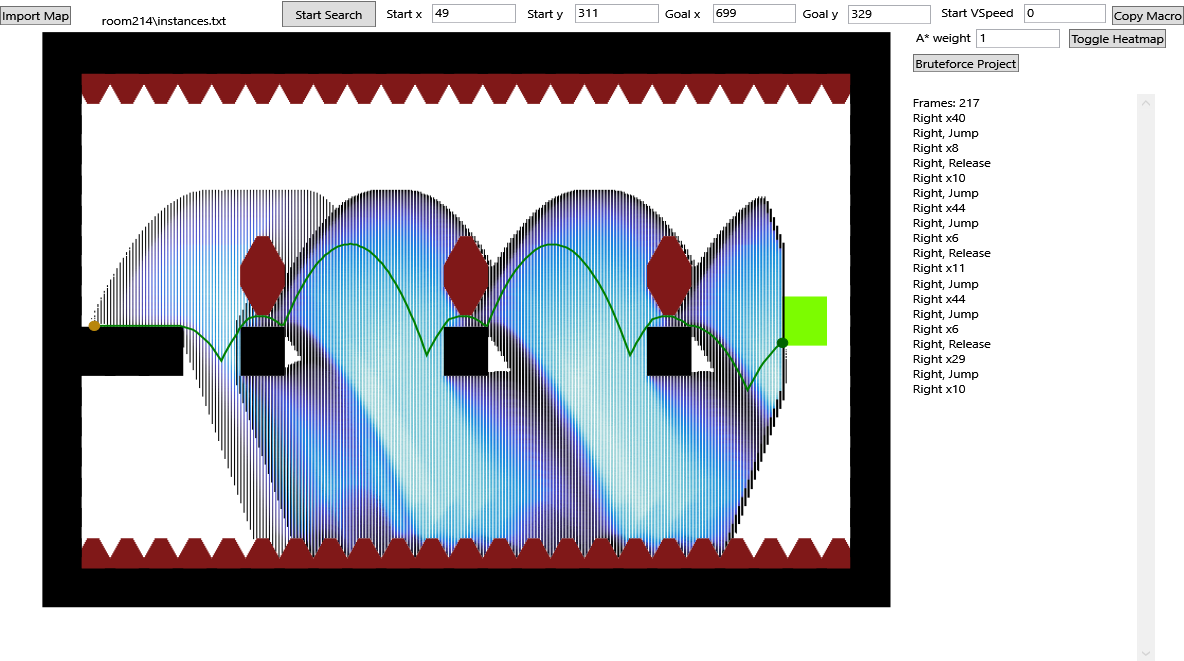 Import Map
room214\instances.txt
Start Search
Start x 49
Start y 311
Goal x 699
Goal y 329
Start VSpeed 0
Copy Macro
A* weight 1
Toggle Heatmap
Bruteforce Project
Frames: 217
Right x40
Right, Jump
Right x8
Right, Release
Right x10
Right, Jump
Right x44
Right, Jump
Right x6
Right, Release
Right x11
Right, Jump
Right x44
Right, Jump
Right x6
Right, Release
Right x29
Right, Jump
Right x10